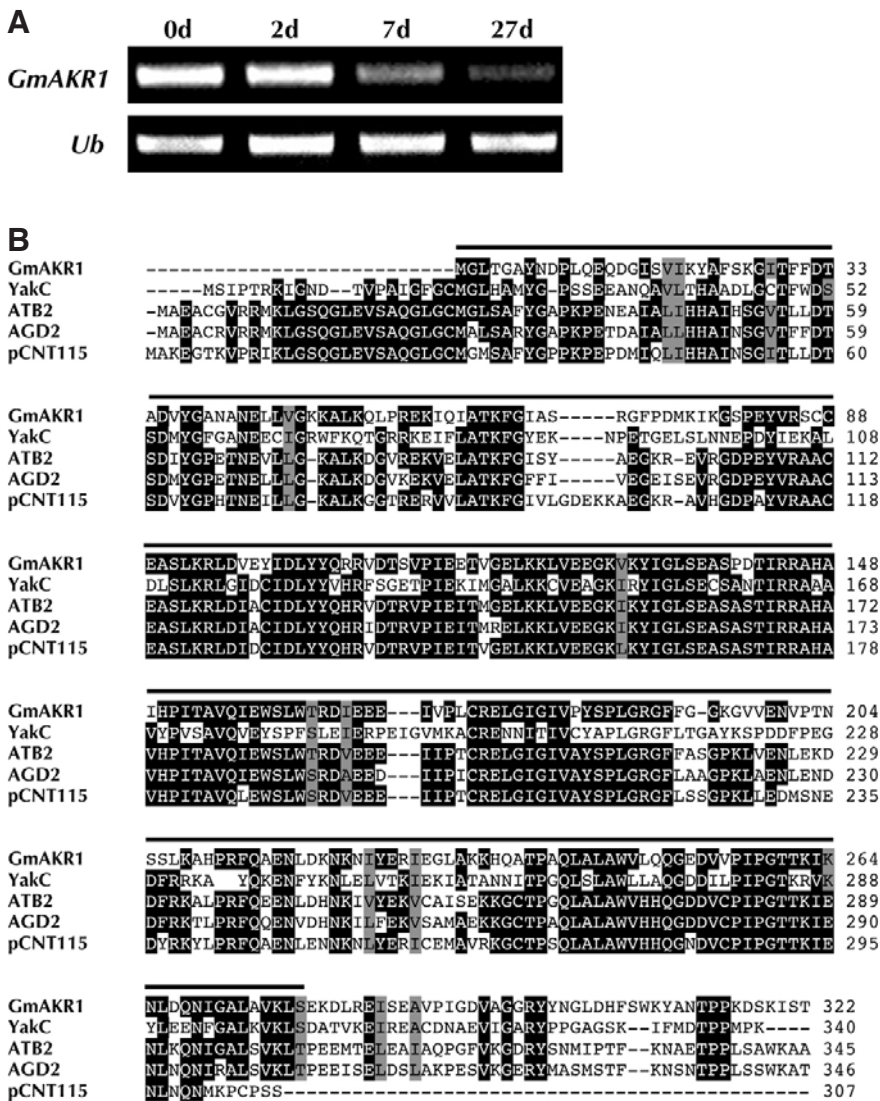 A
0d 2d 7d 27d
GmAKR1
Ub
B
GmAKR1 ---------------------------MGLTGAYNDPLQEQDGISVIKYAFSKGITFFDT 33
YakC -----MSIPTRKIGND--TVPAIGFGCMGLHAMYG-PSSEEANQAVLTHAADLGCTFWDS 52
ATB2 -MAEACGVRRMKLGSQGLEVSAQGLGCMGLSAFYGAPKPENEAIALIHHAIHSGVTLLDT 59
AGD2 -MAEACRVRRMKLGSQGLEVSAQGLGCMALSARYGAPKPETDAIALLHHAINSGVTFFDT 59
pCNT115 MAKEGTKVPRIKLGSQGLEVSAQGLGCMGMSAFYGPPKPEPDMIQLIHHAINSGITLLDT 60
GmAKR1 ADVYGANANELLVGKKALKQLPREKIQIATKFGIAS-----RGFPDMKIKGSPEYVRSCC 88
YakC SDMYGFGANEECIGRWFKQTGRRKEIFLATKFGYEK----NPETGELSLNNEPDYIEKAL 108
ATB2 SDIYGPETNEVLLG-KALKDGVREKVELATKFGISY-----AEGKR-EVRGDPEYVRAAC 112
AGD2 SDMYGPETNEVLLG-KALKDGVKEKVELATKFGFFI-----VEGEISEVRGDPEYVRAAC 113
pCNT115 SDVYGPHTNEILLG-KALKGGTRERVVLATKFGIVLGDEKKAEGKR-AVHGDPAYVRAAC 118
GmAKR1 EASLKRLDVEYIDLYYQRRVDTSVPIEETVGELKKLVEEGKVKYIGLSEASPDTIRRAHA 148
YakC DLSLKRLGIDCIDLYYVHRFSGETPIEKIMGALKKCVEAGKIRYIGLSECSANTIRRAAA 168
ATB2 EASLKRLDIACIDLYYQHRVDTRVPIEITMGELKKLVEEGKIKYIGLSEASASTIRRAHA 172
AGD2 EASLKRLDIACIDLYYQHRIDTRVPIEITMRELKKLVEEGKIKYIGLSEASASTIRRAHA 173
pCNT115 EASLKRLDIDCIDLYYQHRVDTRVPIEITVGELKKLVEEGKLKYIGLSEASASTIRRAHA 178
GmAKR1 IHPITAVQIEWSLWTRDIEEE---IVPLCRELGIGIVPYSPLGRGFFG-GKGVVENVPTN 204
YakC VYPVSAVQVEYSPFSLEIERPEIGVMKACRENNITIVCYAPLGRGFLTGAYKSPDDFPEG 228
ATB2 VHPITAVQIEWSLWTRDVEEE---IIPTCRELGIGIVAYSPLGRGFFASGPKLVENLEKD 229
AGD2 VHPITAVQIEWSLWSRDAEED---IIPICRELGIGIVAYSPLGRGFLAAGPKLAENLEND 230
pCNT115 VHPITAVQLEWSLWSRDVEEE---IIPTCRELGIGIVAYSPLGRGFLSSGPKLLEDMSNE 235
GmAKR1 SSLKAHPRFQAENLDKNKNIYERIEGLAKKHQATPAQLALAWVLQQGEDVVPIPGTTKIK 264
YakC DFRRKA YQKENFYKNLELVTKIEKIATANNITPGQLSLAWLLAQGDDILPIPGTKRVK 288
ATB2 DFRKALPRFQEENLDHNKIVYEKVCAISEKKGCTPGQLALAWVHHQGDDVCPIPGTTKIE 289
AGD2 DFRKTLPRFQQENVDHNKILFEKVSAMAEKKGCTPAQLALAWVHHQGDDVCPIPGTTKIE 290
pCNT115 DYRKYLPRFQAENLENNKNLYERICEMAVRKGCTPSQLALAWVHHQGNDVCPIPGTTKIE 295
GmAKR1 NLDQNIGALAVKLSEKDLREISEAVPIGDVAGGRYYNGLDHFSWKYANTPPKDSKIST 322
YakC YLEENFGALKVKLSDATVKEIREACDNAEVIGARYPPGAGSK--IFMDTPPMPK---- 340
ATB2 NLKQNIGALSVKLTPEEMTELEAIAQPGFVKGDRYSNMIPTF--KNAETPPLSAWKAA 345
AGD2 NLNQNIRALSVKLTPEEISELDSLAKPESVKGERYMASMSTF--KNSNTPPLSSWKAT 346
pCNT115 NLNQNMKPCPSS---------------------------------------------- 307